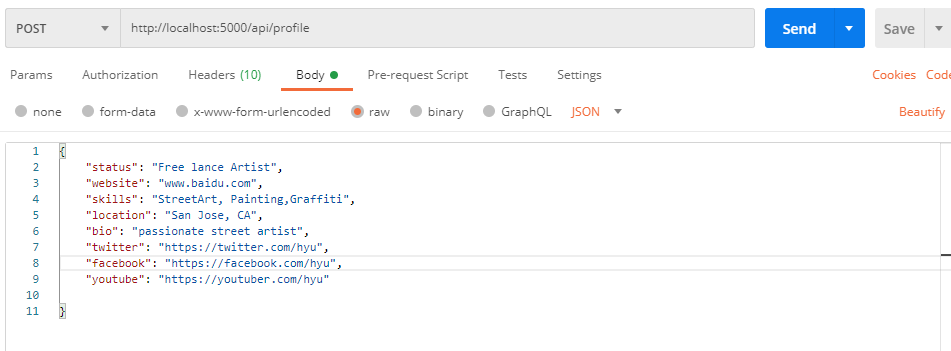 POST http://localhost:5000/api/profile Send Save
Params Authorization Headers (10) Body Pre-request Script Tests Settings Cookies Code
none form-data x-www-form-urlencoded raw binary GraphQL JSON Beautify
1 {
2 "status": "Free lance Artist",
3 "website": "www.baidu.com",
4 "skills": "StreetArt, Painting,Graffiti",
5 "location": "San Jose, CA",
6 "bio": "passionate street artist",
7 "twitter": "https://twitter.com/hyu",
8 "facebook": "https://facebook.com/hyu",
9 "youtube": "https://youtuber.com/hyu"
10
11 }